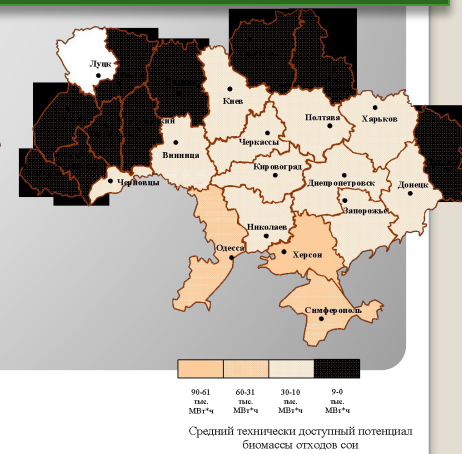 Луцк
Киев
Полтава
Харьков
Черкассы
Винница
Кировоград
Черновцы
Днепропетровск
Донецк
Запорожье
Николаев
Одесса
Херсон
Симферополь
90-61 60-31 30-10 9-0
тыс. тыс. тыс. тыс.
МВт*ч МВт*ч МВт*ч МВт*ч
Средний технически доступный потенциал
биомассы отходов сои